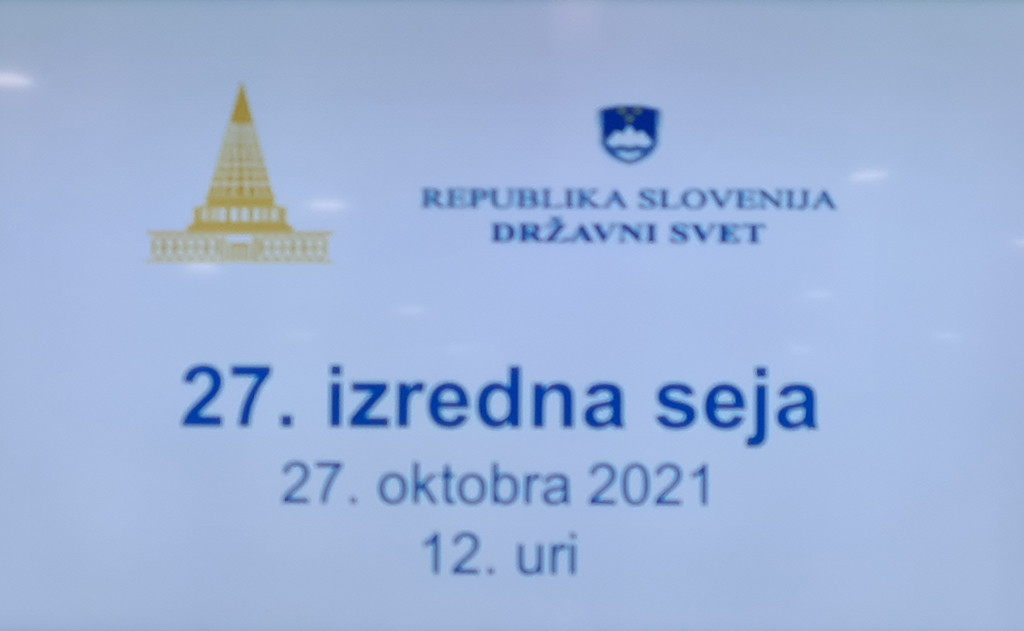 REPUBLIKA SLOVENIJA
DRŽAVNI SVET
27. izredna seja
27. oktobra 2021
12. uri